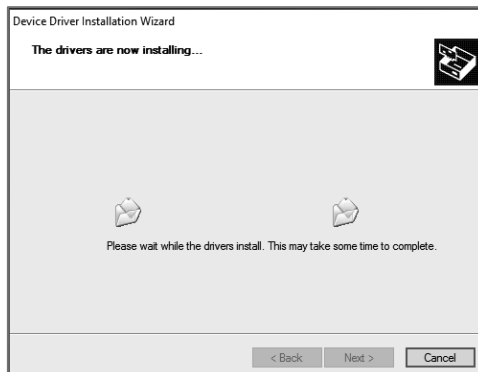 Device Driver Installation Wizard
The drivers are now installing...
Please wait while the drivers install. This may take some time to complete.
< Back
Next >
Cancel